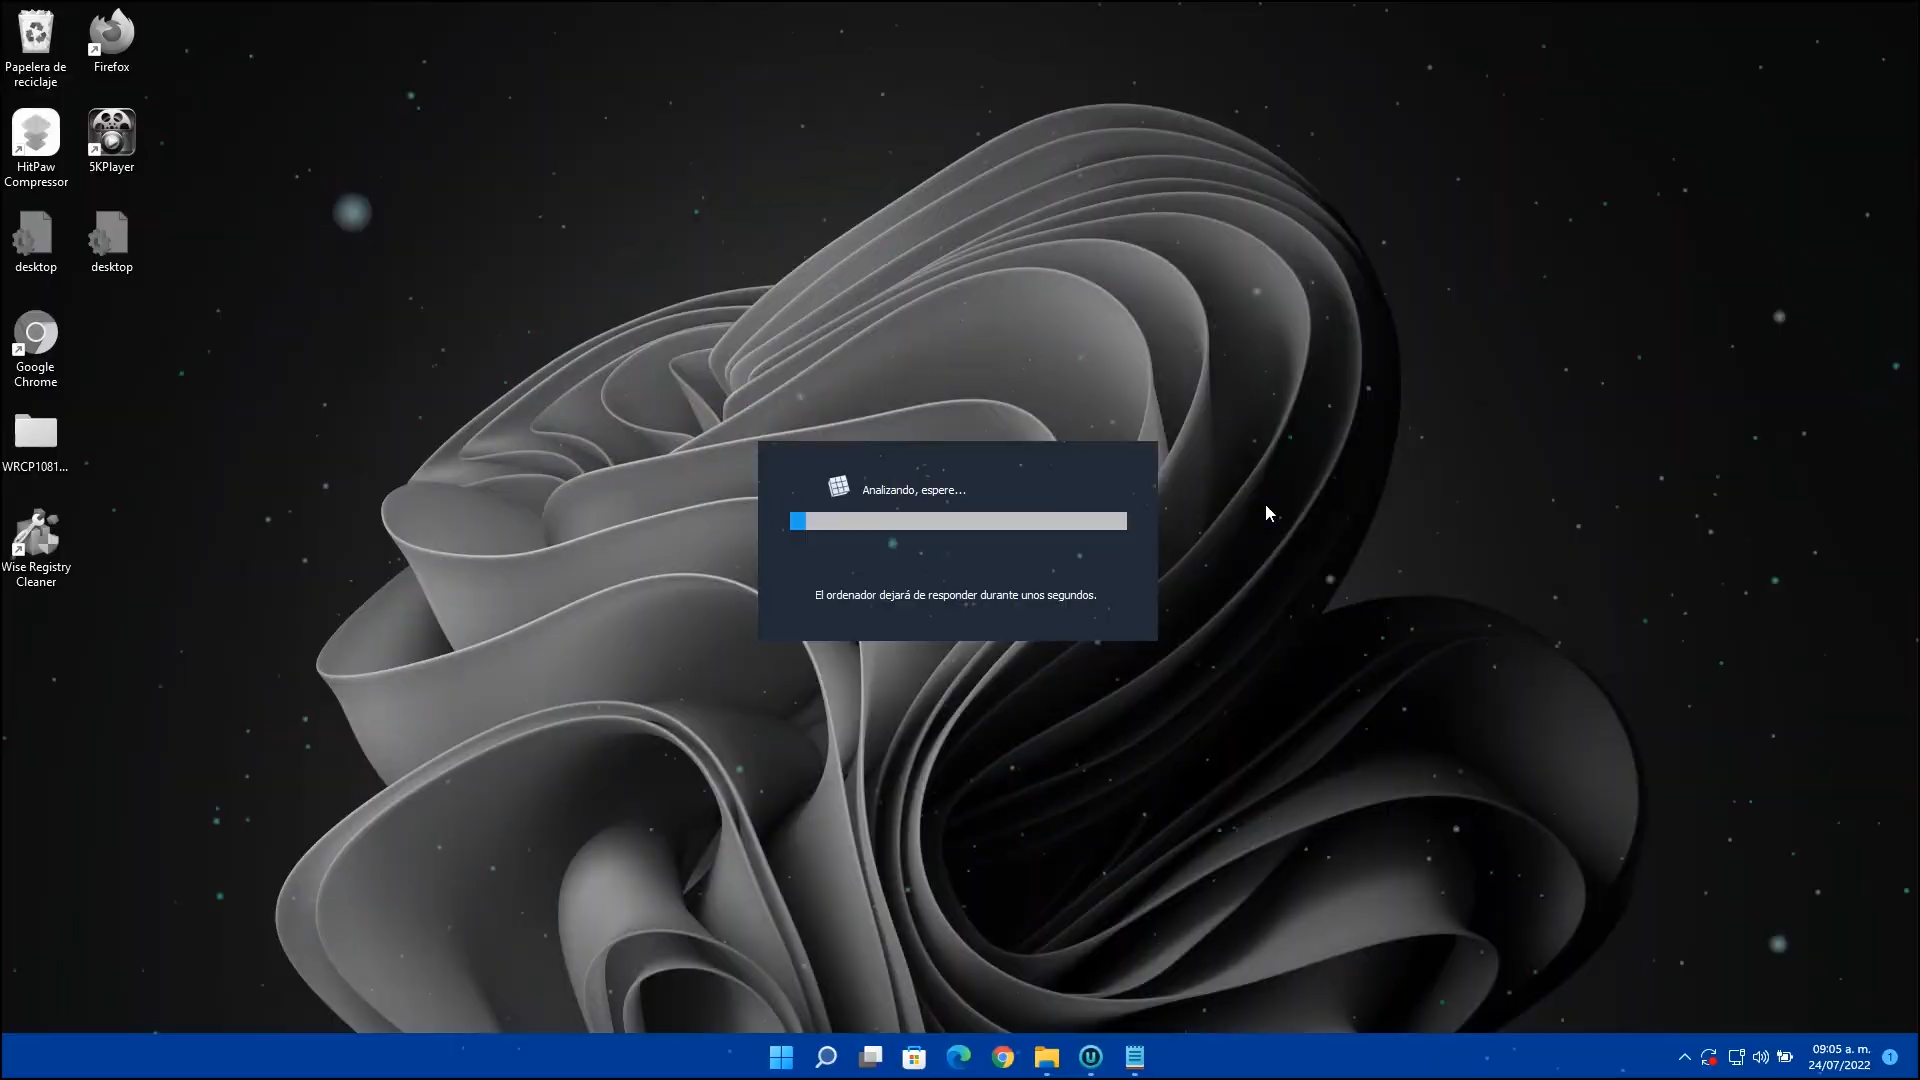 Papelera de
reciclaje
Firefox
HitPaw
Compressor
5KPlayer
desktop
desktop
Google
Chrome
WRCP1081...
Wise Registry
Cleaner
Analizando, espere...
El ordenador dejará de responder durante unos segundos.
U
09:05 a. m.
24/07/2022
1